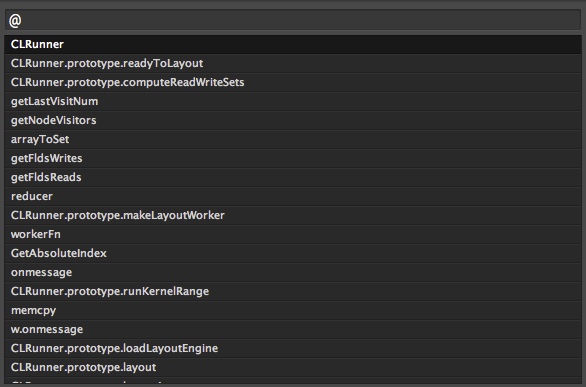 @
CLRunner
CLRunner.prototype.readyToLayout
CLRunner.prototype.computeReadWriteSets
getLastVisitNum
getNodeVisitors
arrayToSet
getFldsWrites
getFldsReads
reducer
CLRunner.prototype.makeLayoutWorker
workerFn
GetAbsoluteIndex
onmessage
CLRunner.prototype.runKernelRange
memcpy
w.onmessage
CLRunner.prototype.loadLayoutEngine
CLRunner.prototype.layout